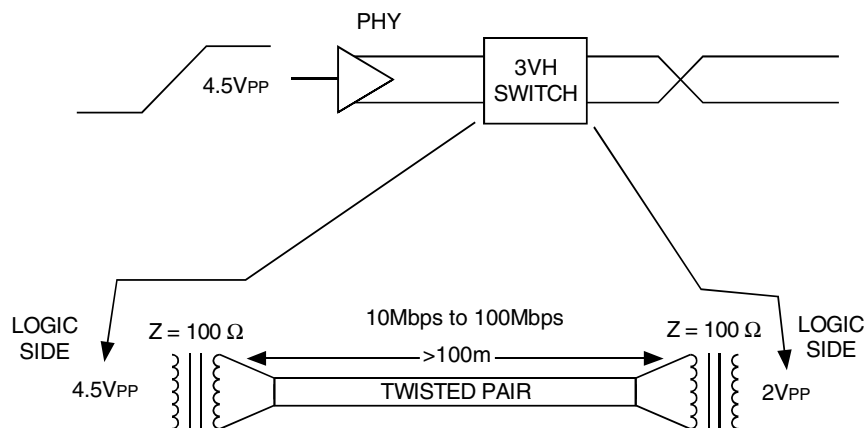 PHY
4.5VPP
3VH
SWITCH
LOGIC
SIDE
Z = 100 Ω
10Mbps to 100Mbps
Z = 100 Ω
LOGIC
SIDE
>100m
4.5VPP
TWISTED PAIR
2VPP